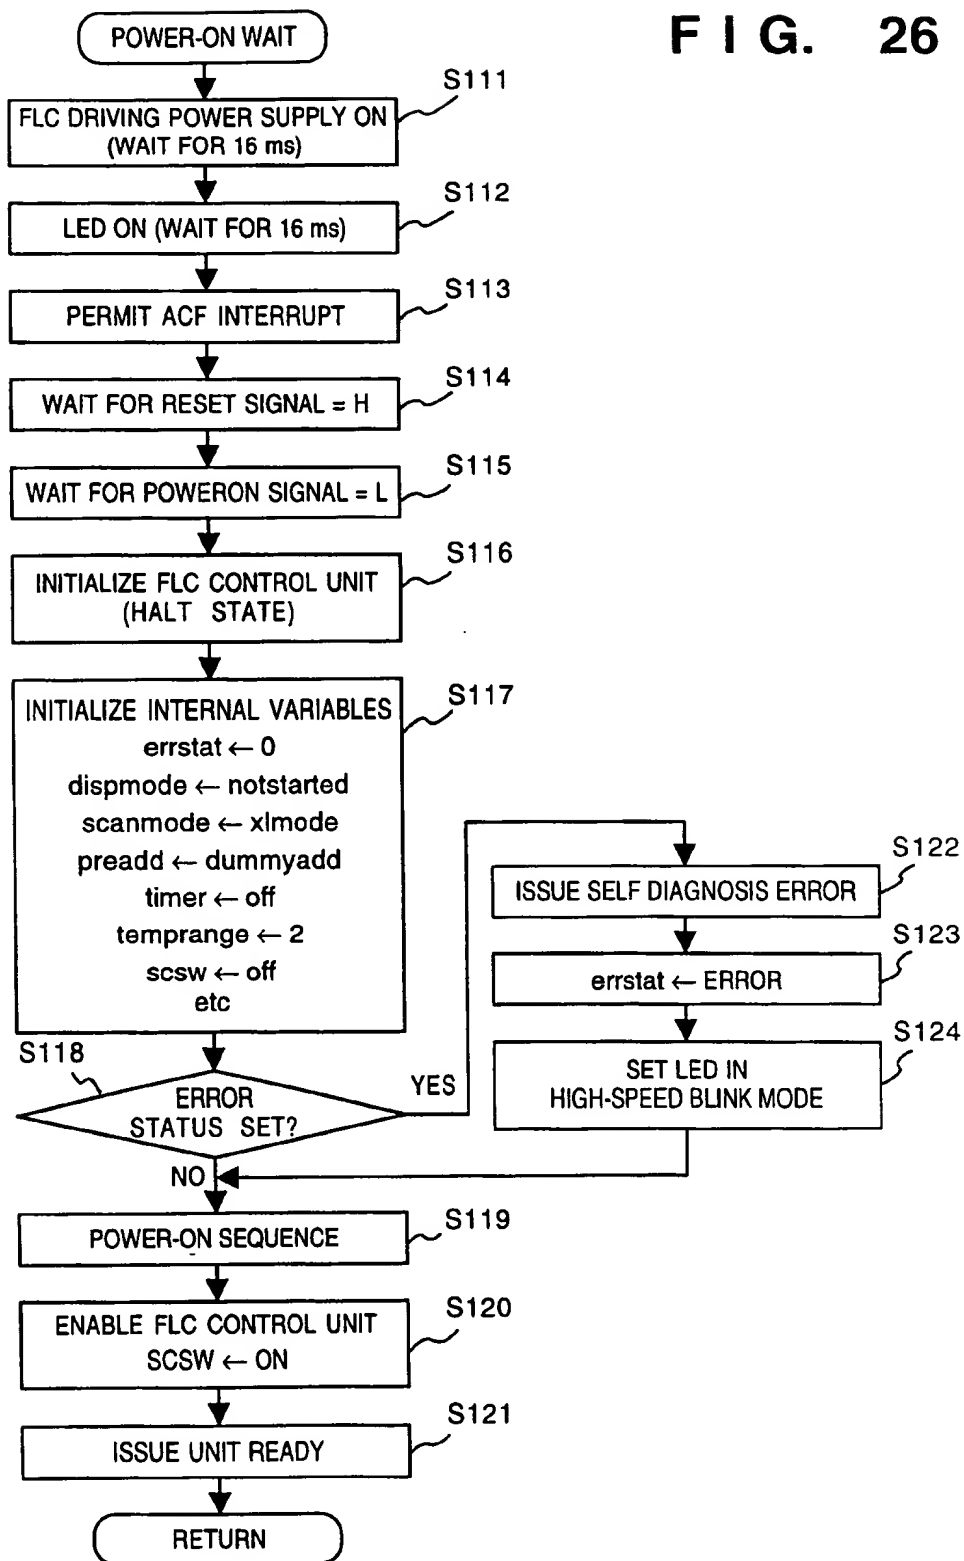 FIG. 26
POWER-ON WAIT
S111
FLC DRIVING POWER SUPPLY ON
(WAIT FOR 16 ms)
S112
LED ON (WAIT FOR 16 ms)
S113
PERMIT ACF INTERRUPT
S114
WAIT FOR RESET SIGNAL = H
S115
WAIT FOR POWERON SIGNAL = L
S116
INITIALIZE FLC CONTROL UNIT
(HALT STATE)
S117
INITIALIZE INTERNAL VARIABLES
errstat ← 0
dispmode ← notstarted
scanmode ← xlmode
preadd ← dummyadd
timer ← off
temprange ← 2
scsw ← off
etc
S118
ERROR
STATUS SET?
YES
NO
S122
ISSUE SELF DIAGNOSIS ERROR
S123
errstat ← ERROR
S124
SET LED IN
HIGH-SPEED BLINK MODE
S119
POWER-ON SEQUENCE
S120
ENABLE FLC CONTROL UNIT
SCSW ← ON
S121
ISSUE UNIT READY
RETURN